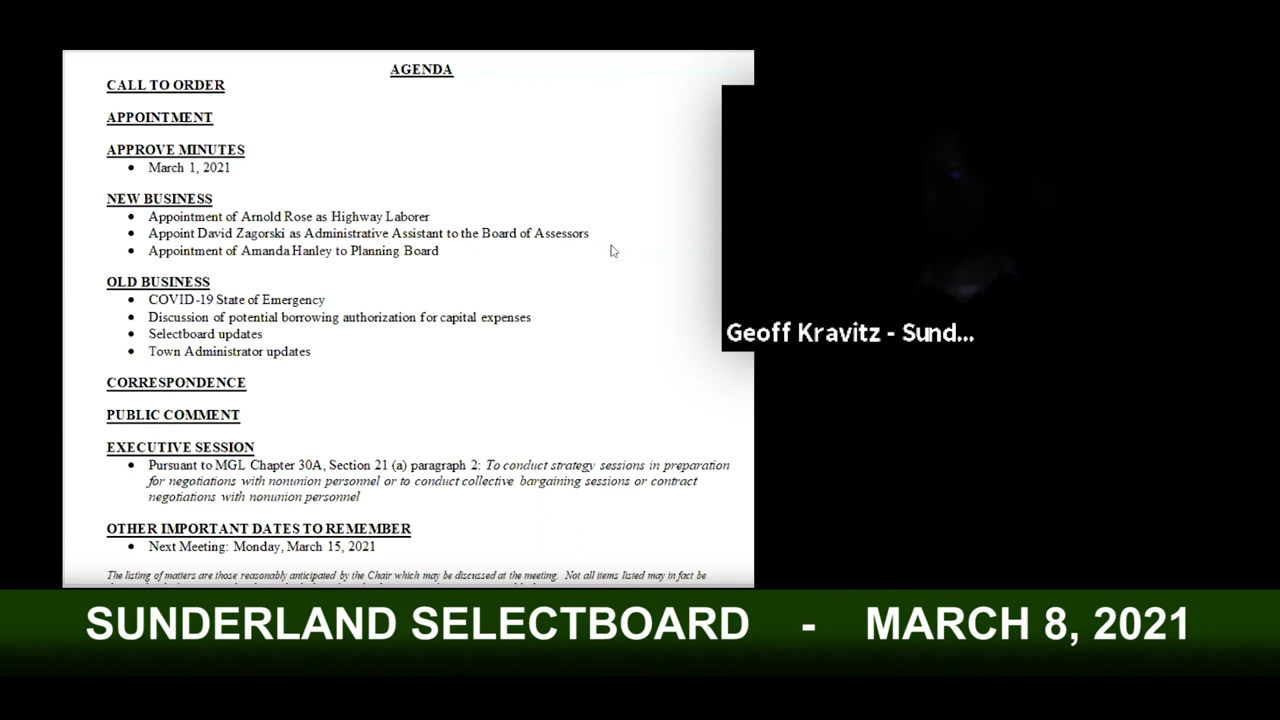 AGENDA
CALL TO ORDER
APPOINTMENT
APPROVE MINUTES
• March 1, 2021
NEW BUSINESS
• Appointment of Arnold Rose as Highway Laborer
• Appoint David Zagorski as Administrative Assistant to the Board of Assessors
• Appointment of Amanda Hanley to Planning Board
OLD BUSINESS
• COVID-19 State of Emergency
• Discussion of potential borrowing authorization for capital expenses
• Selectboard updates
• Town Administrator updates
CORRESPONDENCE
PUBLIC COMMENT
EXECUTIVE SESSION
• Pursuant to MGL Chapter 30A, Section 21 (a) paragraph 2: To conduct strategy sessions in preparation
for negotiations with nonunion personnel or to conduct collective bargaining sessions or contract
negotiations with nonunion personnel
OTHER IMPORTANT DATES TO REMEMBER
• Next Meeting: Monday, March 15, 2021
The listing of matters are those reasonably anticipated by the Chair which may be discussed at the meeting. Not all items listed may in fact be
Geoff Kravitz - Sund...
SUNDERLAND SELECTBOARD - MARCH 8, 2021